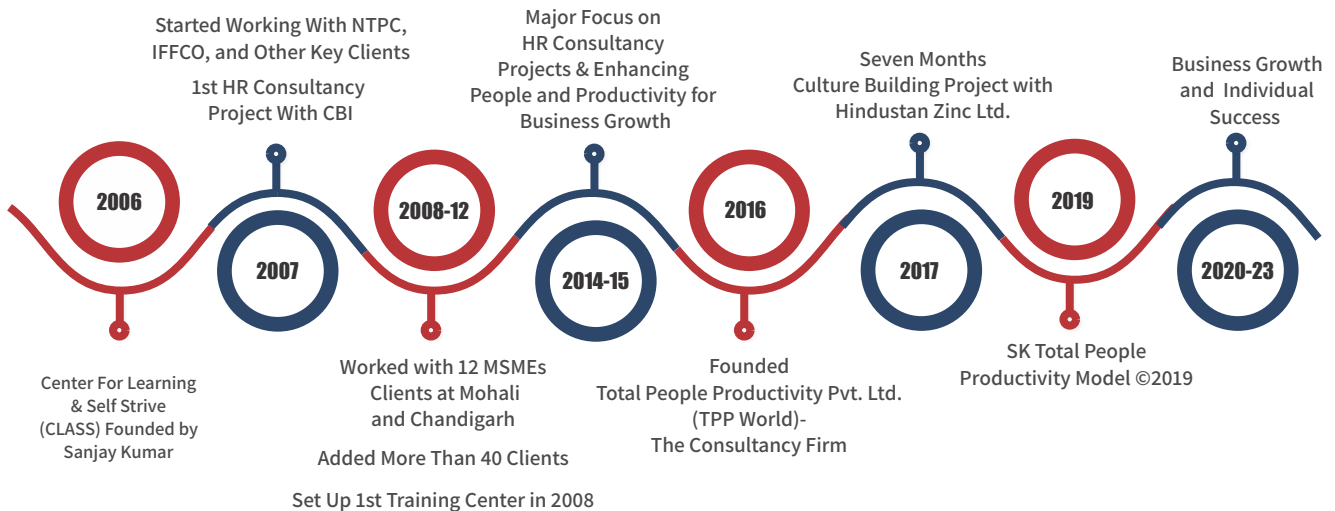 2006
Center For Learning
& Self Strive
(CLASS) Founded by
Sanjay Kumar
Started Working With NTPC,
IFFCO, and Other Key Clients
1st HR Consultancy
Project With CBI
2007
2008-12
Worked with 12 MSMEs
Clients at Mohali
and Chandigarh
Added More Than 40 Clients
Set Up 1st Training Center in 2008
Major Focus on
HR Consultancy
Projects & Enhancing
People and Productivity for
Business Growth
2014-15
2016
Founded
Total People Productivity Pvt. Ltd.
(TPP World)-
The Consultancy Firm
Seven Months
Culture Building Project with
Hindustan Zinc Ltd.
2017
2019
SK Total People
Productivity Model ©2019
Business Growth
and Individual
Success
2020-23